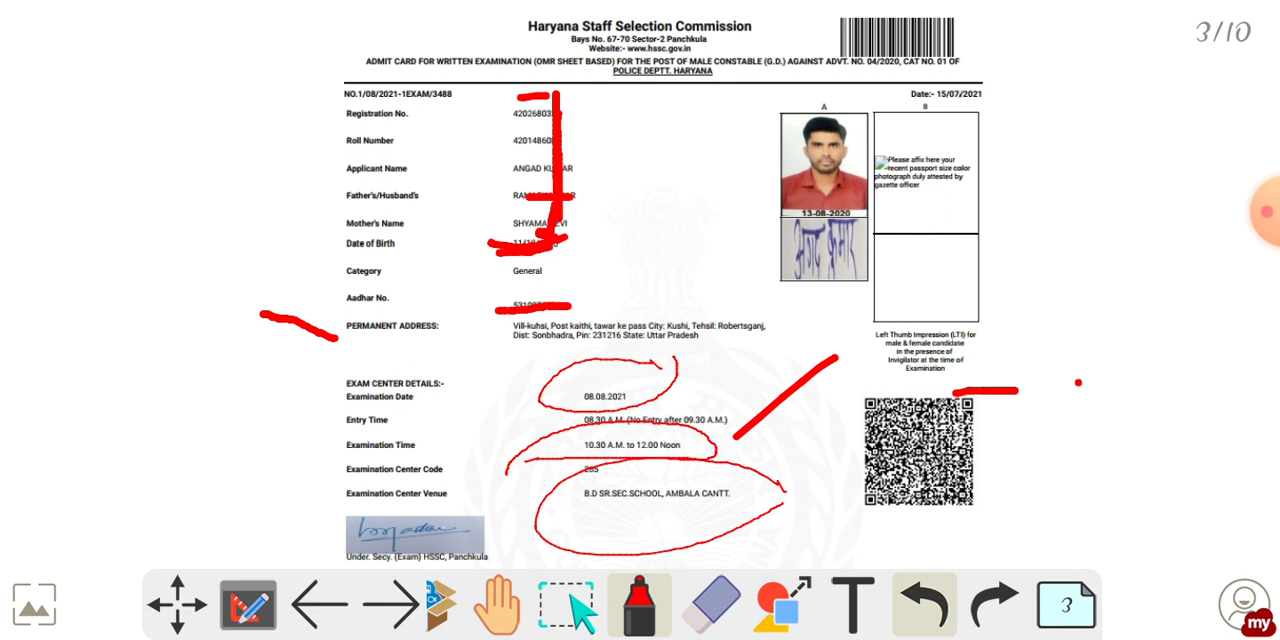 3/10
Haryana Staff Selection Commission
Bays No. 67-70 Sector-2 Panchkula
Website:- www.hssc.gov.in
ADMIT CARD FOR WRITTEN EXAMINATION (OMR SHEET BASED) FOR THE POST OF MALE CONSTABLE (G.D.) AGAINST ADVT. NO. 04/2020, CAT NO. 01 OF
POLICE DEPTT. HARYANA
NO.1/08/2021-1EXAM/3488 Date:- 15/07/2021
A B
Registration No.
Roll Number
Applicant Name ANGAD
Father's/Husband's
Mother's Name
Date of Birth
Category General
Aadhar No.
Please affix here your
recent passport size color
photograph duly attested by
gazette officer
13-08-2020
अंगद कुमार
PERMANENT ADDRESS: Vill-kuhsi, Post kaithi, tawar ke pass City: Kushi, Tehsil: Robertsganj,
Dist: Sonbhadra, Pin: 231216 State: Uttar Pradesh
Left Thumb Impression (LTI) for
male & female candidate
in the presence of
Invigilator at the time of
Examination
EXAM CENTER DETAILS:-
Examination Date 08.08.2021
Entry Time 08.30 A.M. (No Entry after 09.30 A.M.)
Examination Time 10.30 A.M. to 12.00 Noon
Examination Center Code
Examination Center Venue B.D SR.SEC.SCHOOL, AMBALA CANTT.
Under. Secy. (Exam) HSSC, Panchkula
T
3
my